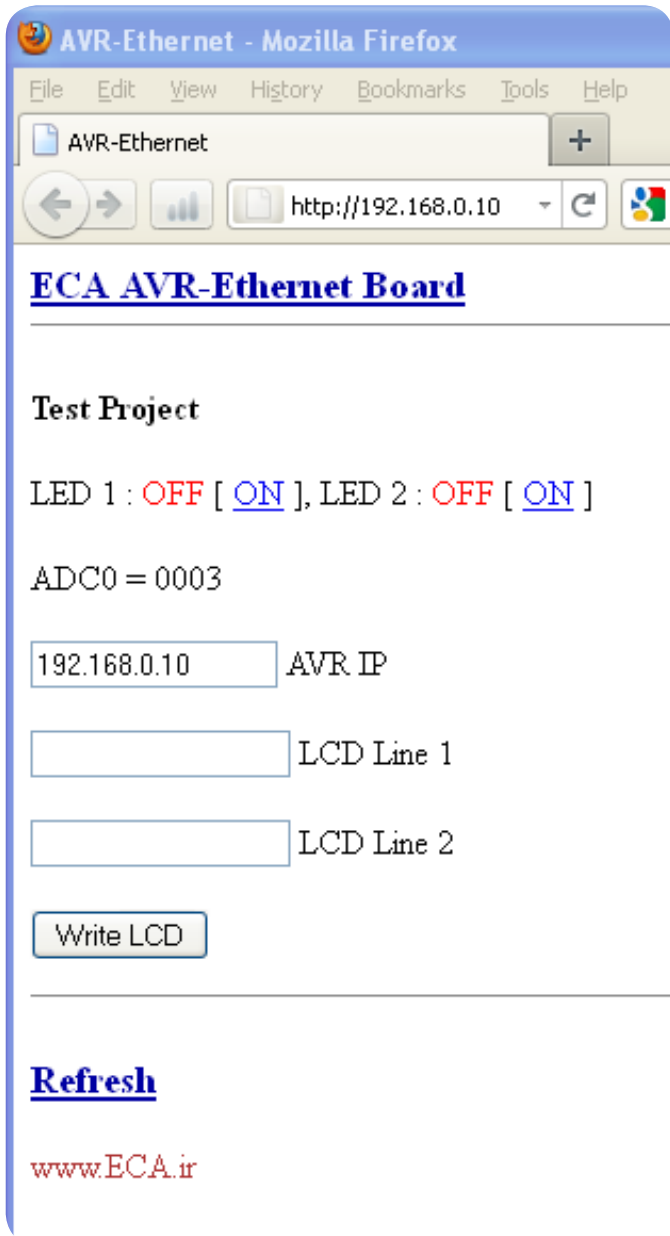 AVR-Ethernet - Mozilla Firefox
File Edit View History Bookmarks Tools Help
AVR-Ethernet +
http://192.168.0.10
ECA AVR-Ethernet Board
Test Project
LED 1 : OFF [ ON ], LED 2 : OFF [ ON ]
ADC0 = 0003
192.168.0.10 AVR IP
LCD Line 1
LCD Line 2
Write LCD
Refresh
www.ECA.ir